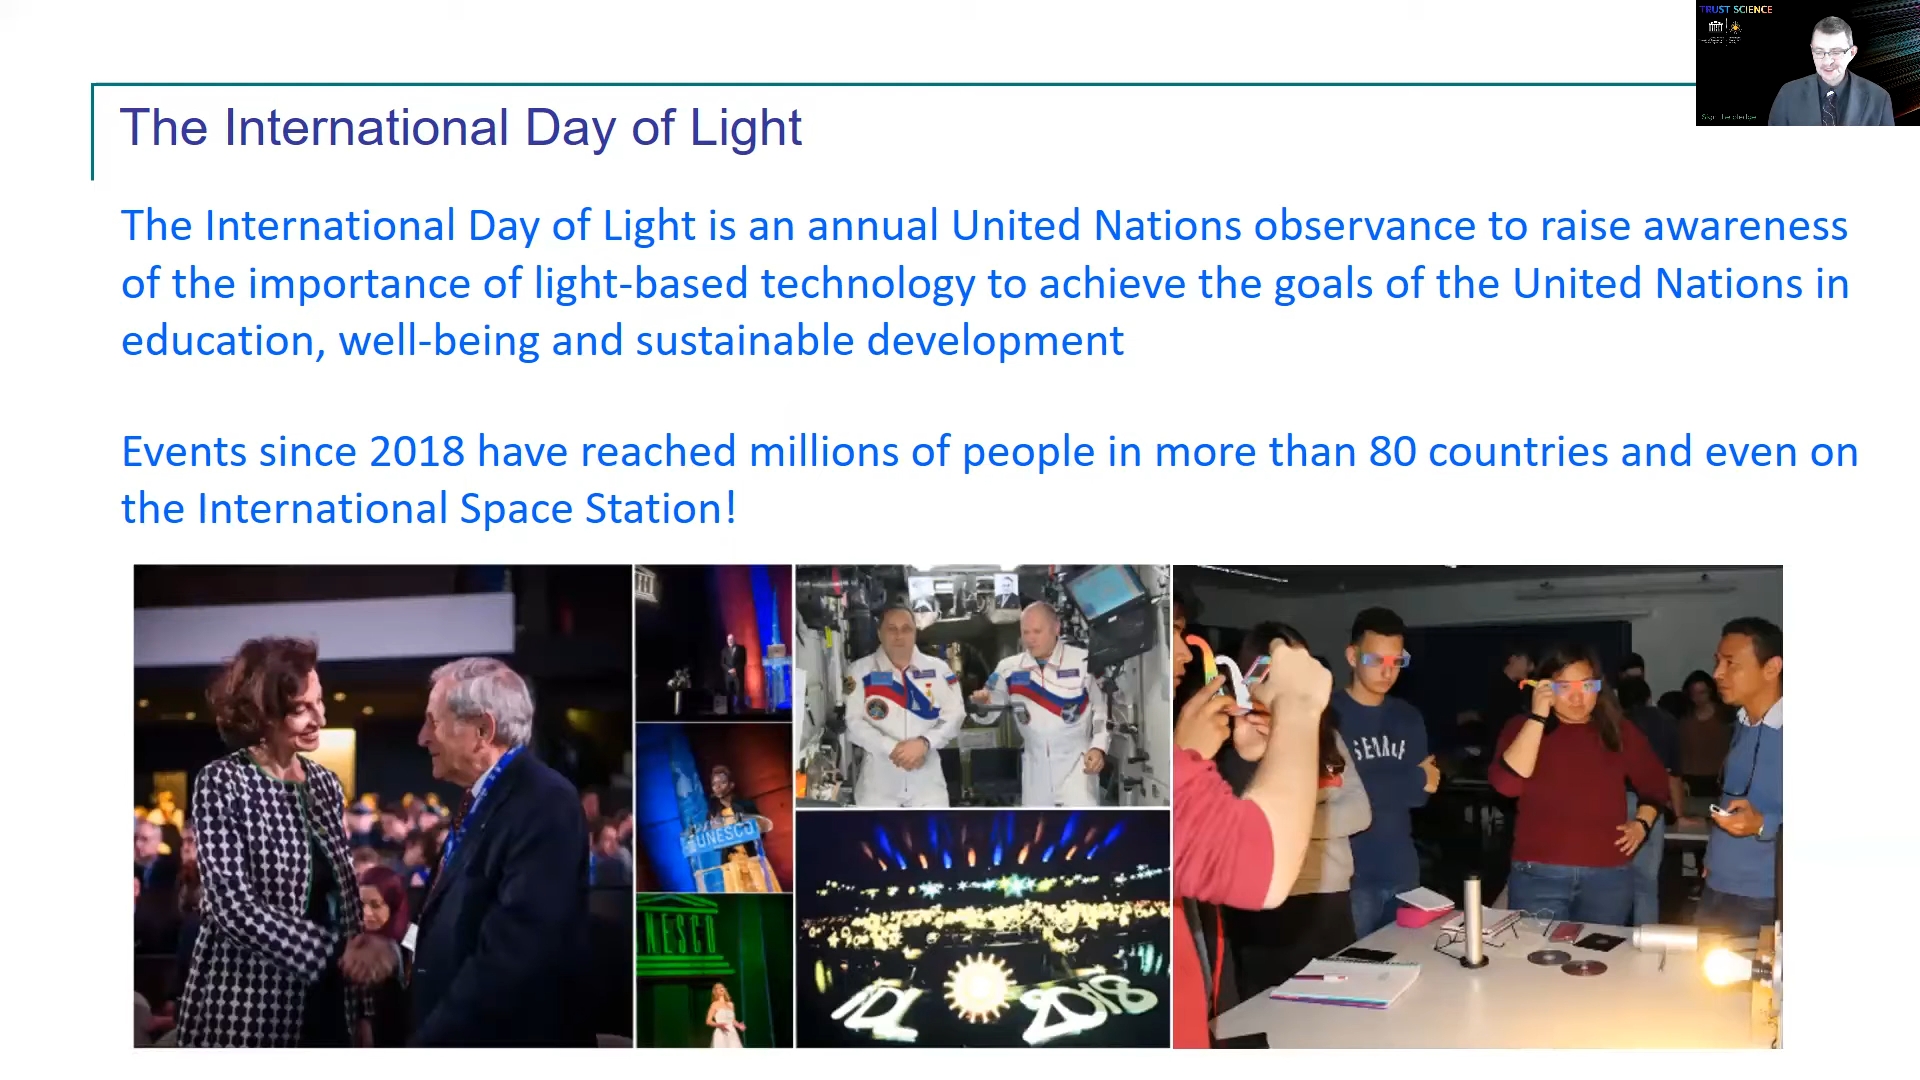 TRUST SCIENCE
The International Day of Light
The International Day of Light is an annual United Nations observance to raise awareness
of the importance of light-based technology to achieve the goals of the United Nations in
education, well-being and sustainable development
Events since 2018 have reached millions of people in more than 80 countries and even on
the International Space Station!
UNESCO
UNESCO
IDL 2018